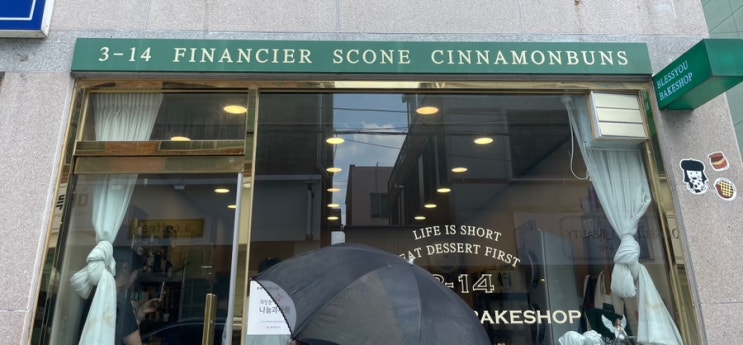 3-14 FINANCIER SCONE CINNAMONBUNS
BLESSYOU
BAKESHOP
LIFE IS SHORT
EAT DESSERT FIRST
3-14
BAKESHOP